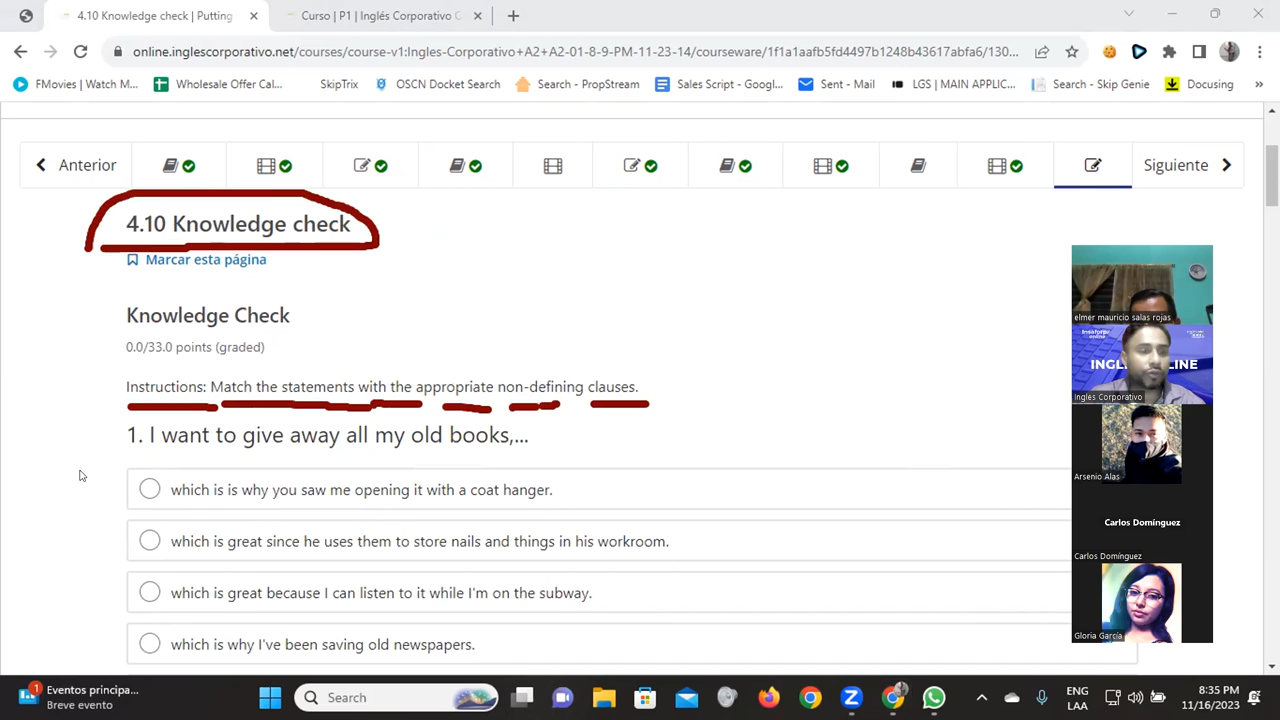 4.10 Knowledge check | Putting
Curso | P1 | Inglés Corporativo C
online.inglescorporativo.net/courses/course-v1:Ingles-Corporativo+A2+A2-01-8-9-PM-11-23-14/courseware/1f1a1aafb5fd4497b1248b43617abfa6/130...
FMovies | Watch M...
Wholesale Offer Cal...
SkipTrix
OSCN Docket Search
Search - PropStream
Sales Script - Googl...
Sent - Mail
LGS | MAIN APPLIC...
Search - Skip Genie
Docusing
»
Anterior
Siguiente
4.10 Knowledge check
Marcar esta página
Knowledge Check
0.0/33.0 points (graded)
Instructions: Match the statements with the appropriate non-defining clauses.
1. I want to give away all my old books,...
which is is why you saw me opening it with a coat hanger.
which is great since he uses them to store nails and things in his workroom.
which is great because I can listen to it while I'm on the subway.
which is why I've been saving old newspapers.
elmer mauricio salas rojas
Ingles Corporativo
Arsenio Alas
Carlos Domínguez
Carlos Domínguez
Gloria García
1
Eventos principa...
Breve evento
Search
ENG
LAA
8:35 PM
11/16/2023